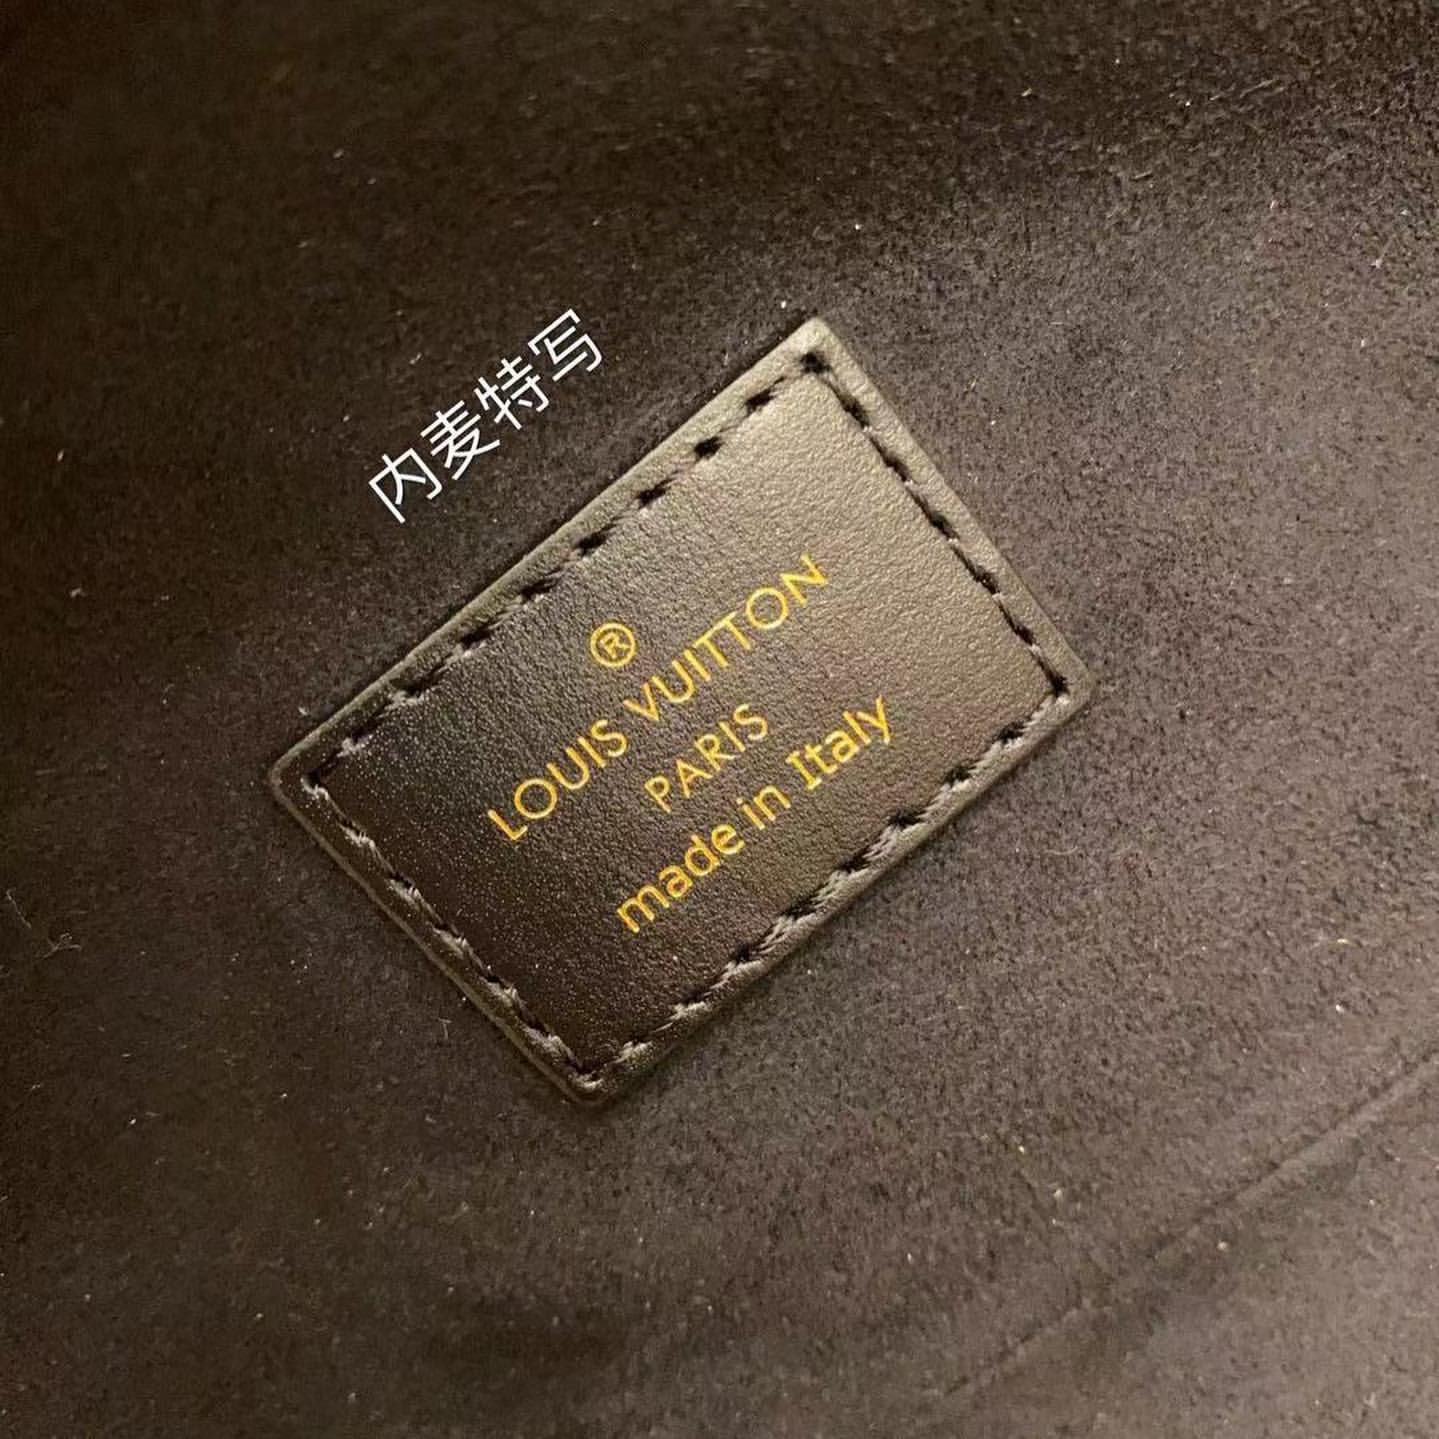 内麦特写
®
LOUIS VUITTON
PARIS
made in Italy